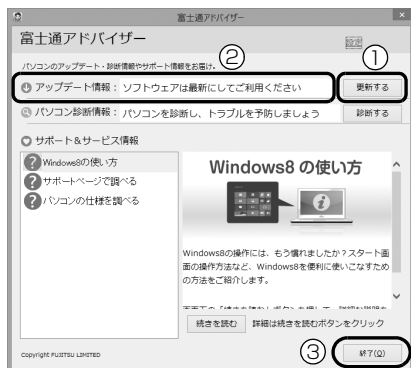 富士通アドバイザー ×
富士通アドバイザー 設定
パソコンのアップデート・診断情報やサポート情報をお届け。 ② ①
アップデート情報： ソフトウェアは最新にしてご利用ください 更新する
パソコン診断情報： パソコンを診断し、トラブルを予防しましょう 診断する
サポート＆サービス情報
? Windows8の使い方
? サポートページで調べる
? パソコンの仕様を調べる
Windows8 の使い方
Windows8の操作には、もう慣れましたか？スタート画
面の操作方法など、Windows8を便利に使いこなすため
の方法をご紹介します。
続きを読む 詳細は続きを読むボタンをクリック
Copyright FUJITSU LIMITED ③ 終了(Q)